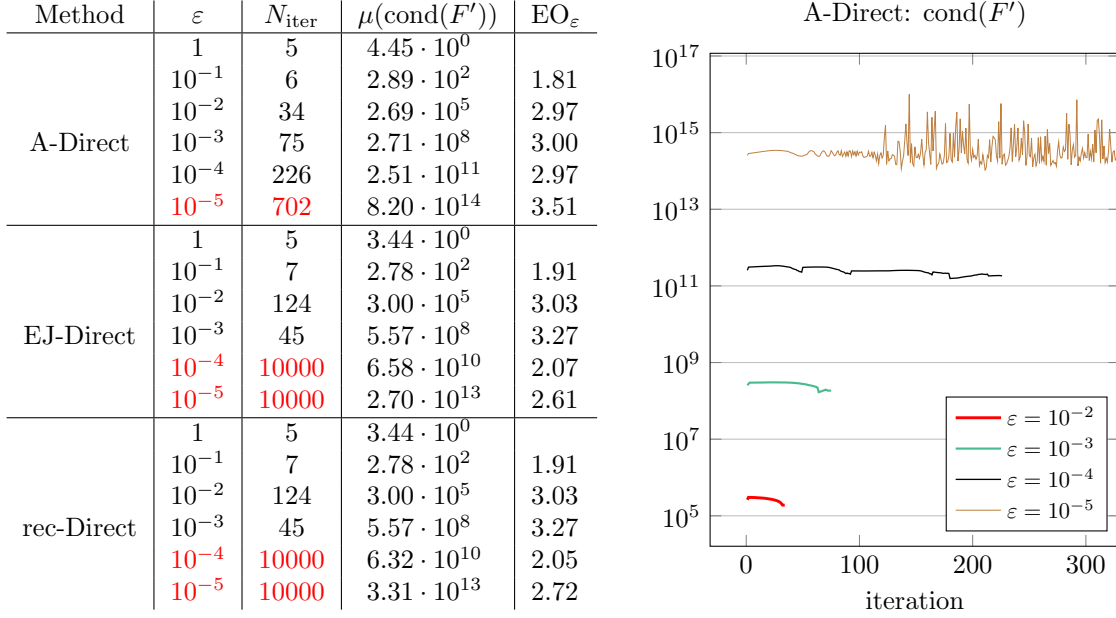 Method ε N_iter μ(cond(F′)) EO_ε
1 5 4.45 · 10^0
10^−1 6 2.89 · 10^2 1.81
10^−2 34 2.69 · 10^5 2.97
A-Direct 10^−3 75 2.71 · 10^8 3.00
10^−4 226 2.51 · 10^11 2.97
10^−5 702 8.20 · 10^14 3.51
1 5 3.44 · 10^0
10^−1 7 2.78 · 10^2 1.91
10^−2 124 3.00 · 10^5 3.03
EJ-Direct 10^−3 45 5.57 · 10^8 3.27
10^−4 10000 6.58 · 10^10 2.07
10^−5 10000 2.70 · 10^13 2.61
1 5 3.44 · 10^0
10^−1 7 2.78 · 10^2 1.91
10^−2 124 3.00 · 10^5 3.03
rec-Direct 10^−3 45 5.57 · 10^8 3.27
10^−4 10000 6.32 · 10^10 2.05
10^−5 10000 3.31 · 10^13 2.72
A-Direct: cond(F′)
10^17
10^15
10^13
10^11
10^9
10^7
10^5
ε = 10^−2
ε = 10^−3
ε = 10^−4
ε = 10^−5
0 100 200 300
iteration